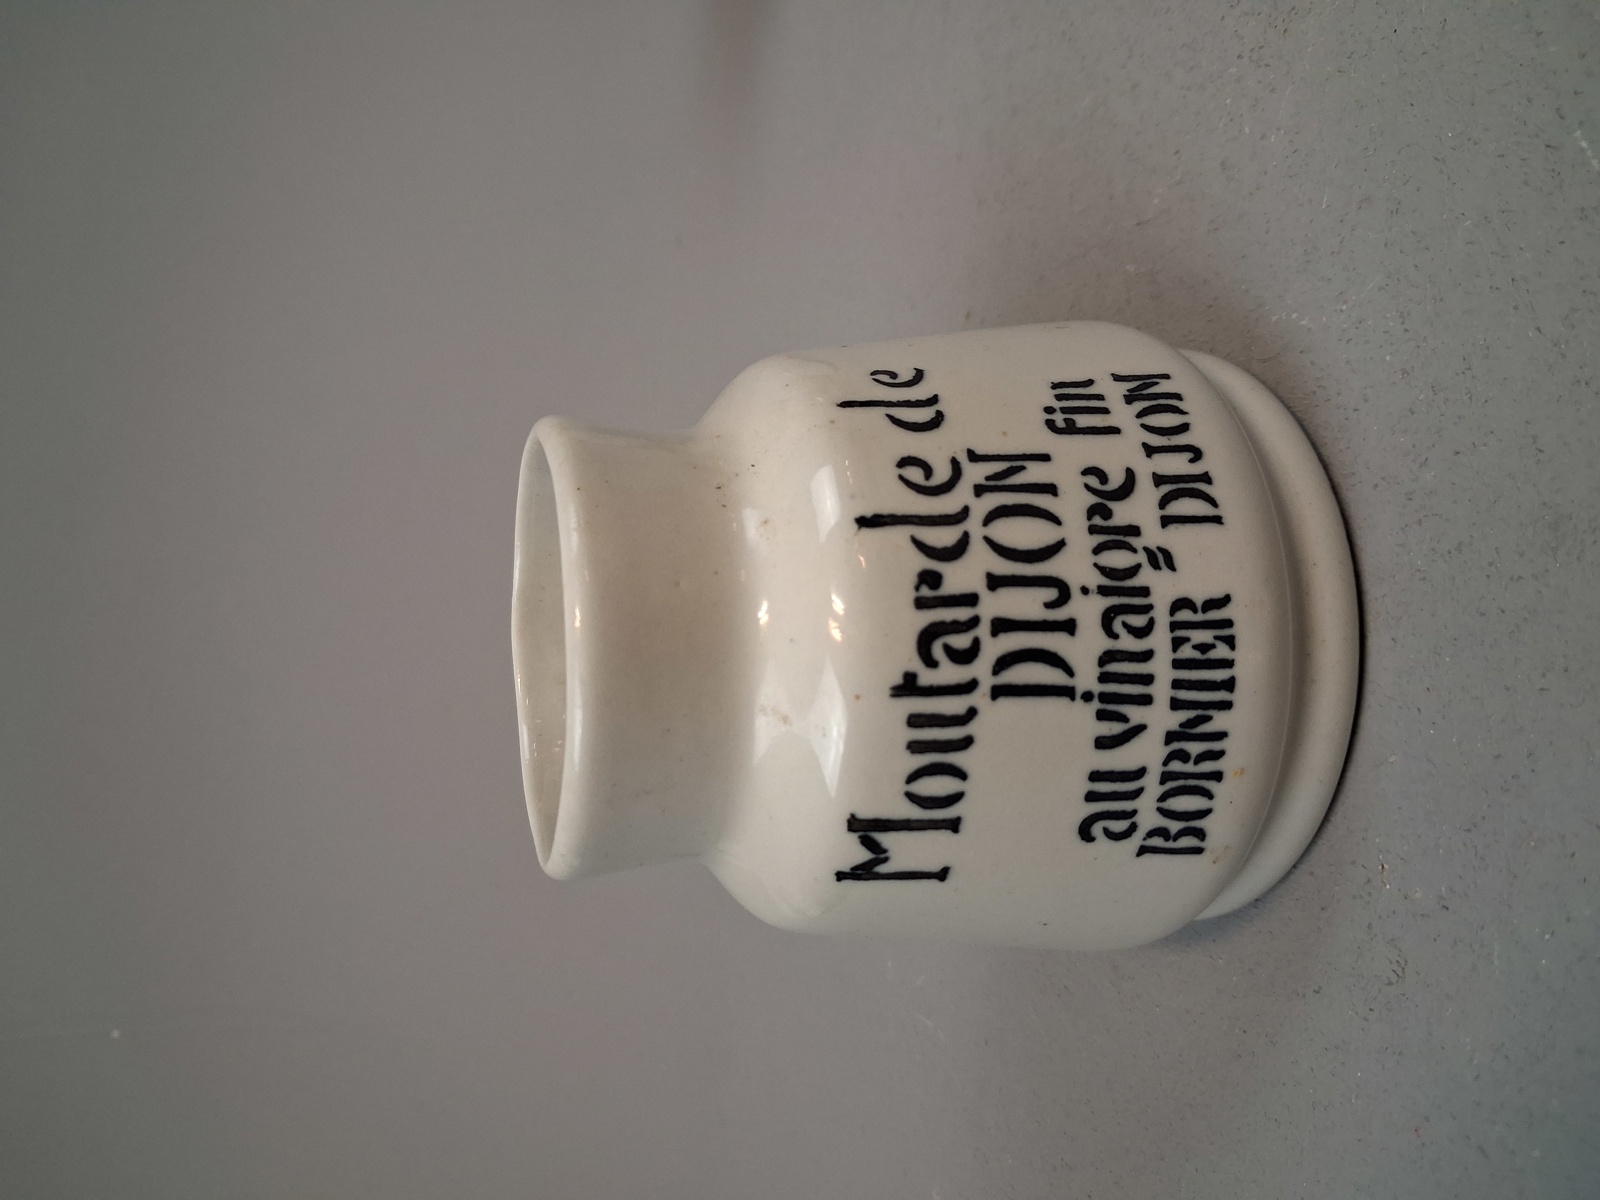 Moutarde de
DIJON
au vinaigre fin
BORNIER = DIJON